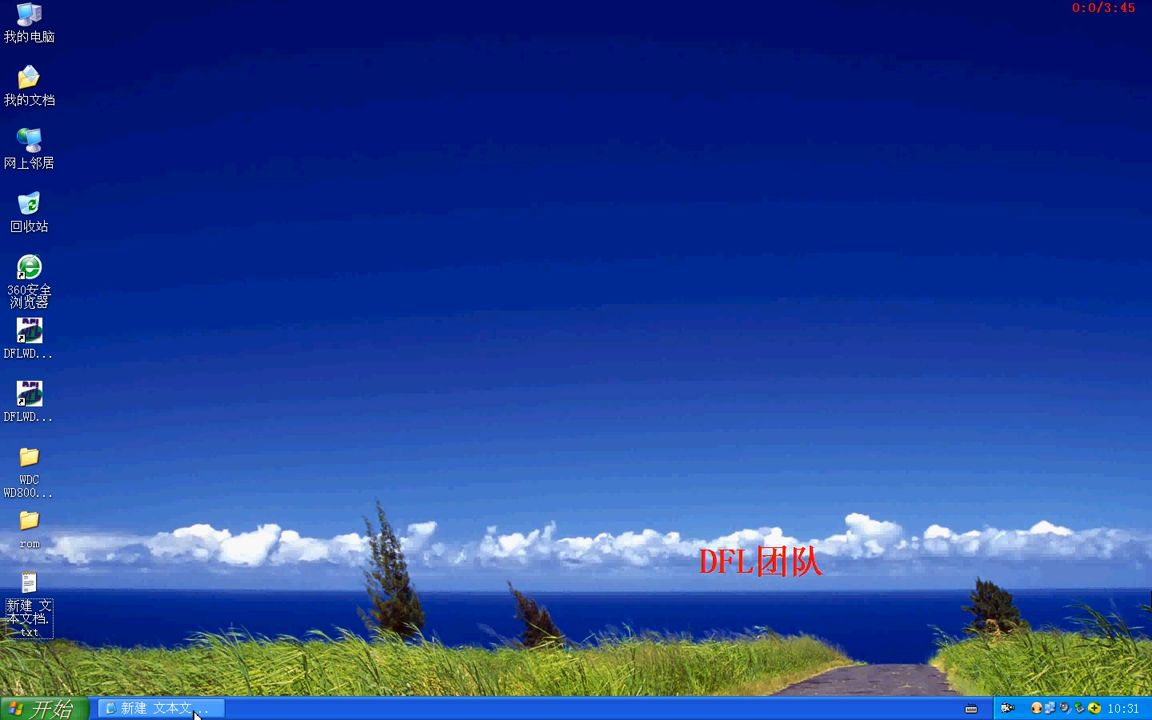 0:0/3:45
我的电脑
我的文档
网上邻居
回收站
360安全
浏览器
DFLWD...
DFLWD...
WDC
WD800...
rom
DFL团队
新建 文
本文档.
txt
开始
新建 文本文...
10:31